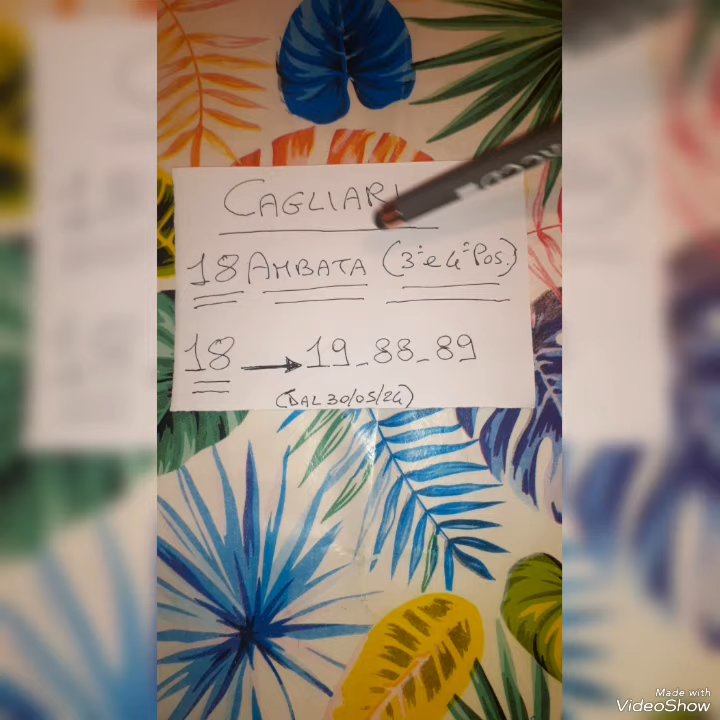 CAGLIARI
18 AMBATA (3ª e 4ª Pos.)
18 → 19_88_89
(DAL 30/05/24)
Made with
VideoShow